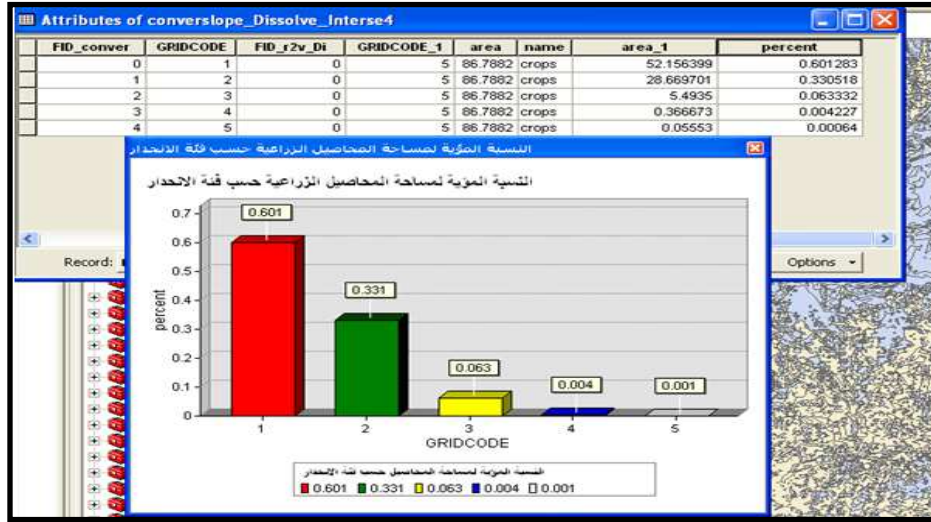 Attributes of converslope_Dissolve_Interse4
FID_conver GRIDCODE FID_r2v_Di GRIDCODE_1 area name area_1 percent
0 1 0 5 86.7882 crops 52.156399 0.601283
1 2 0 5 86.7882 crops 28.669701 0.330518
2 3 0 5 86.7882 crops 5.4935 0.063332
3 4 0 5 86.7882 crops 0.366673 0.004227
4 5 0 5 86.7882 crops 0.05553 0.00064
النسبة المؤية لمساحة المحاصيل الزراعية حسب فئة الانحدار
النسبة المؤية لمساحة المحاصيل الزراعية حسب فئة الانحدار
0.7
0.6
0.5
0.4
0.3
0.2
0.1
0
percent
0.601
0.331
0.063
0.004
0.001
1 2 3 4 5
GRIDCODE
النسبة المؤية لمساحة المحاصيل حسب فئة الانحدار
0.601 0.331 0.063 0.004 0.001
Record:
Options